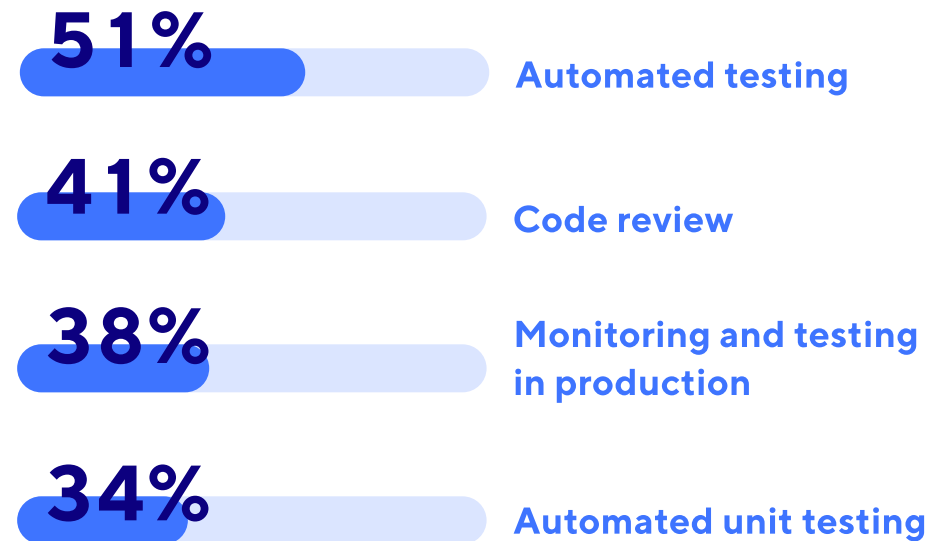 51%
Automated testing
41%
Code review
38%
Monitoring and testing
in production
34%
Automated unit testing